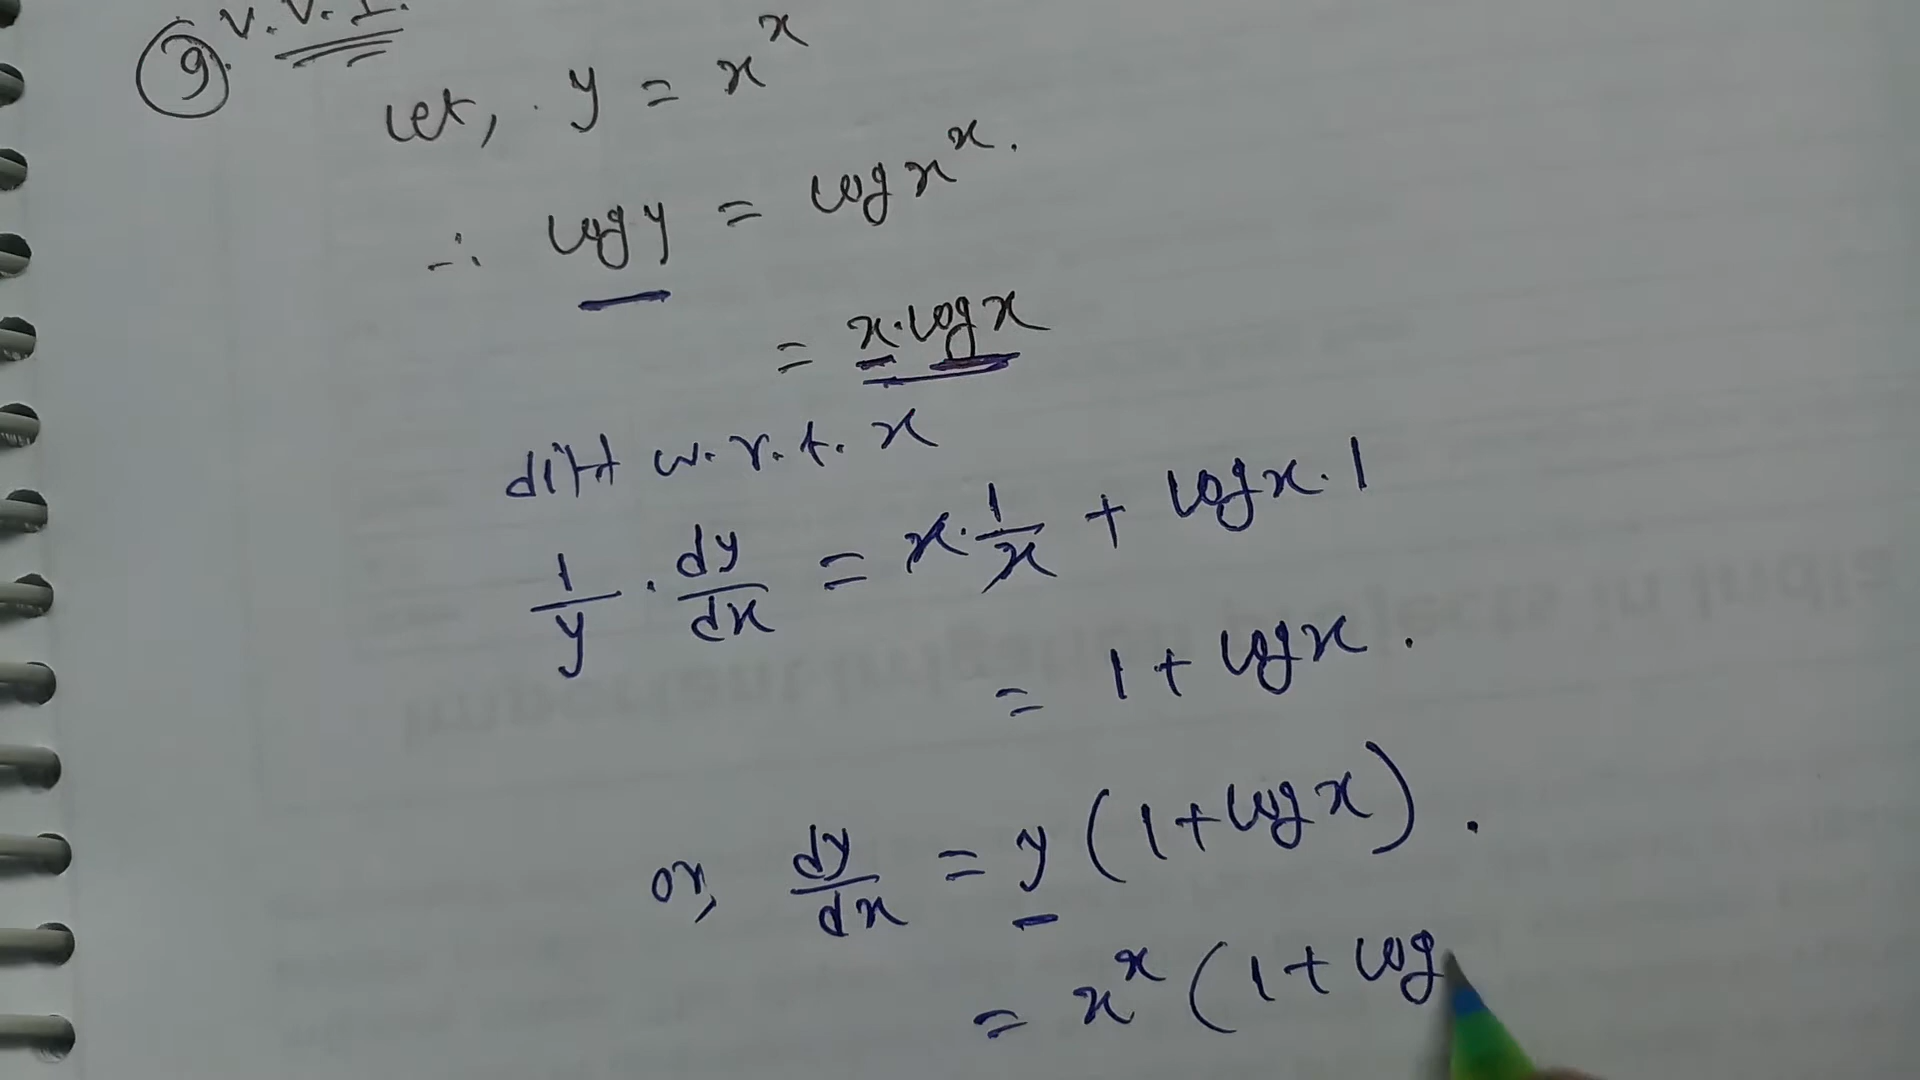 9. V.V.I.
Let, y = x^x
∴ log y = log x^x.
= x.log x
diff w.r.t. x
1/y . dy/dx = x. 1/x + log x. 1
= 1 + log x.
or, dy/dx = y (1 + log x).
= x^x (1 + log